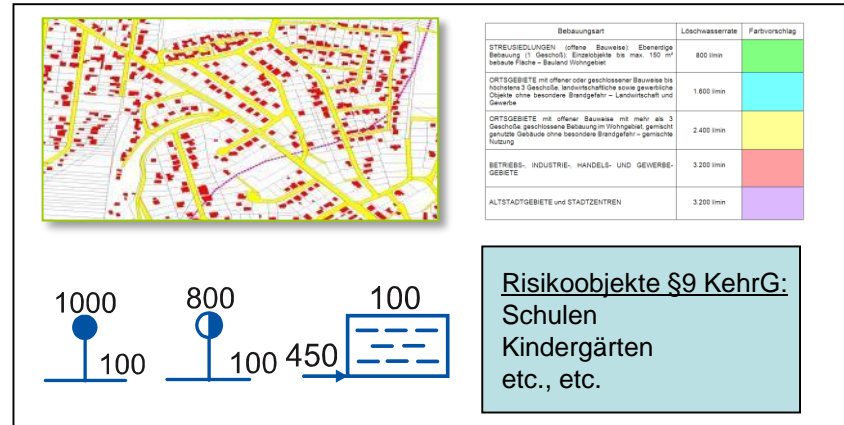 Bebauungsart Löschwasserrate Farbvorschlag
STREUSIEDLUNGEN (offene Bauweise): Ebenerdige
Bebauung (1 Geschoß); Einzelobjekte bis max. 150 m²
bebaute Fläche – Bauland Wohngebiet
800 l/min
ORTSGEBIETE mit offener oder geschlossener Bauweise bis
höchstens 3 Geschoße, landwirtschaftliche sowie gewerbliche
Objekte ohne besondere Brandgefahr – Landwirtschaft und
Gewerbe
1.600 l/min
ORTSGEBIETE mit offener Bauweise mit mehr als 3
Geschoße, geschlossene Bebauung im Wohngebiet, gemischt
genutzte Gebäude ohne besondere Brandgefahr – gemischte
Nutzung
2.400 l/min
BETRIEBS-, INDUSTRIE-, HANDELS- UND GEWERBE-
GEBIETE
3.200 l/min
ALTSTADTGEBIETE und STADTZENTREN
3.200 l/min
1000
100
800
100
100
450
Risikoobjekte §9 KehrG:
Schulen
Kindergärten
etc., etc.